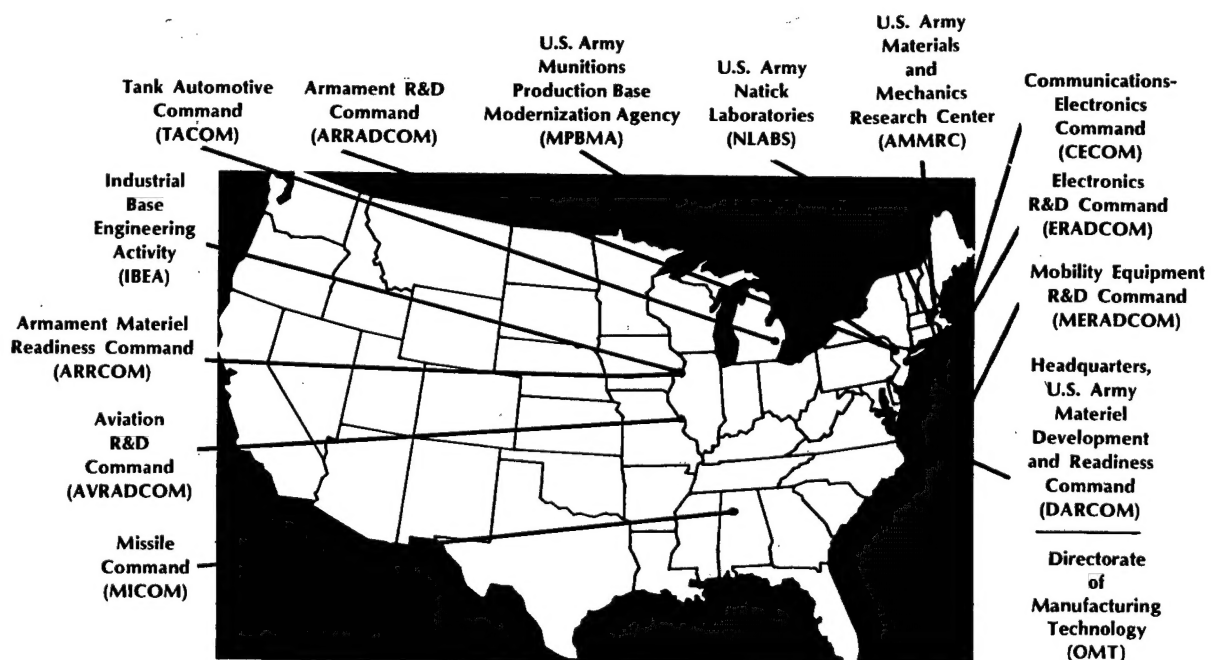 Tank Automotive
Command
(TACOM)
Armament R&D
Command
(ARRADCOM)
U.S. Army
Munitions
Production Base
Modernization Agency
(MPBMA)
U.S. Army
Natick
Laboratories
(NLABS)
U.S. Army
Materials
and
Mechanics
Research Center
(AMMRC)
Communications-
Electronics
Command
(CECOM)
Electronics
R&D Command
(ERADCOM)
Mobility Equipment
R&D Command
(MERADCOM)
Headquarters,
U.S. Army
Materiel
Development
and Readiness
Command
(DARCOM)
Directorate
of
Manufacturing
Technology
(OMT)
Industrial
Base
Engineering
Activity
(IBEA)
Armament Materiel
Readiness Command
(ARRCOM)
Aviation
R&D
Command
(AVRADCOM)
Missile
Command
(MICOM)